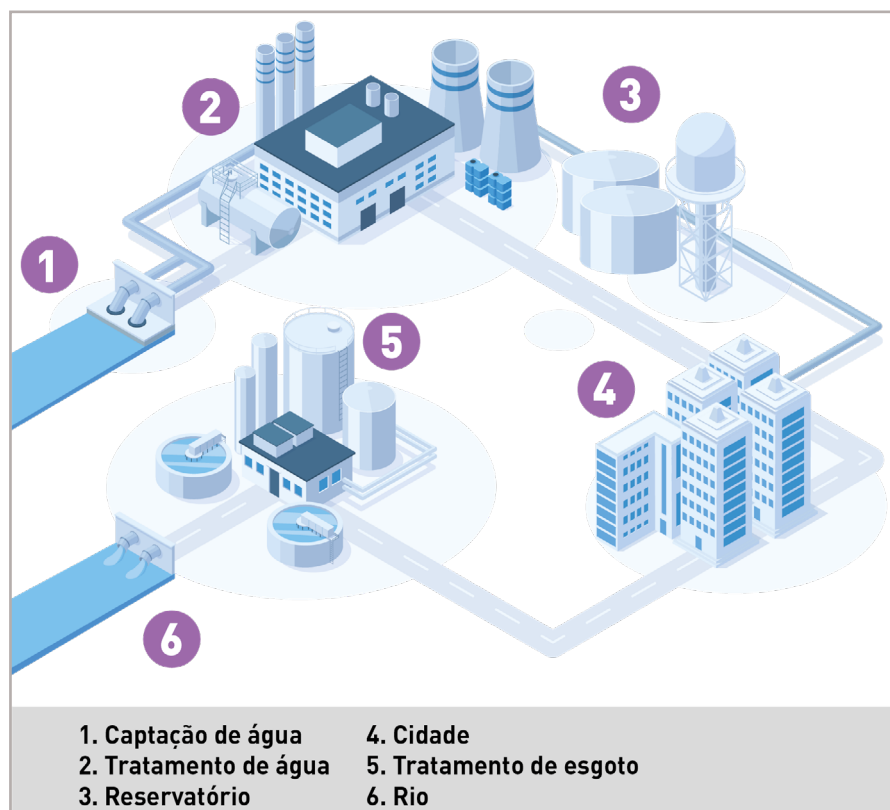 1
2
3
4
5
6
1. Captação de água
2. Tratamento de água
3. Reservatório
4. Cidade
5. Tratamento de esgoto
6. Rio